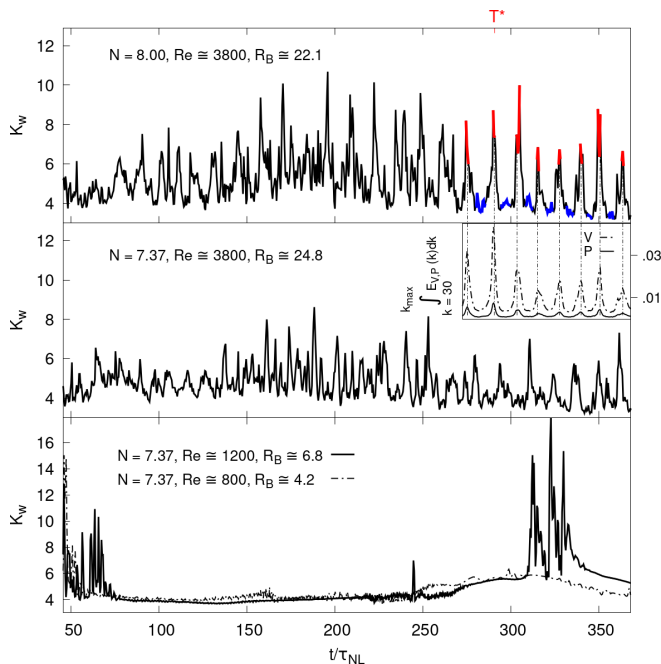 T*
12
10
8
6
4
K_w
N = 8.00, Re ≅ 3800, R_B ≅ 22.1
12
10
8
6
4
K_w
N = 7.37, Re ≅ 3800, R_B ≅ 24.8
k_max
∫ E_V,P (k)dk
k = 30
V
P
.03
.01
16
14
12
10
8
6
4
K_w
N = 7.37, Re ≅ 1200, R_B ≅ 6.8
N = 7.37, Re ≅ 800, R_B ≅ 4.2
50 100 150 200 250 300 350
t/τ_NL